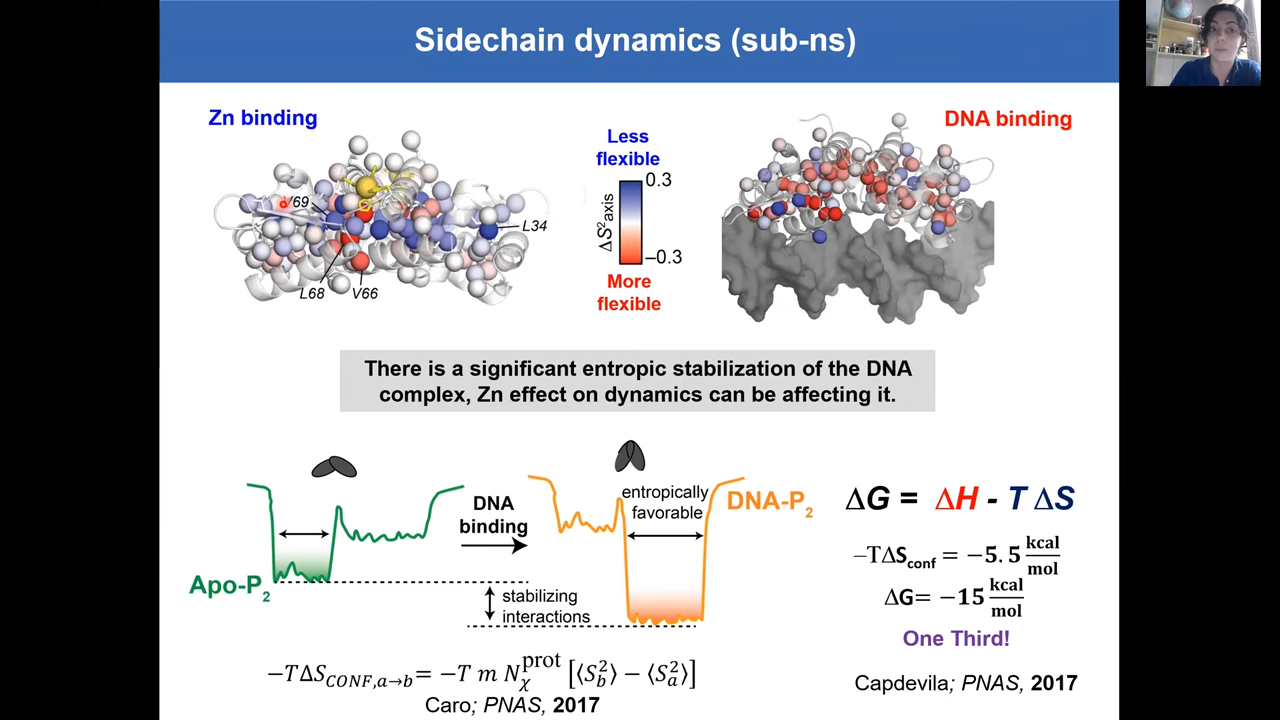 Sidechain dynamics (sub-ns)
Zn binding
DNA binding
Less
flexible
0.3
ΔS²axis
–0.3
More
flexible
V69
L34
L68
V66
There is a significant entropic stabilization of the DNA
complex, Zn effect on dynamics can be affecting it.
Apo-P₂
DNA
binding
entropically
favorable
DNA-P₂
stabilizing
interactions
ΔG = ΔH - T ΔS
–TΔS_conf = −5.5 kcal/mol
ΔG= −15 kcal/mol
One Third!
−TΔS_CONF,a→b = −T m N_χ^prot [⟨S_b²⟩ − ⟨S_a²⟩]
Caro; PNAS, 2017
Capdevila; PNAS, 2017